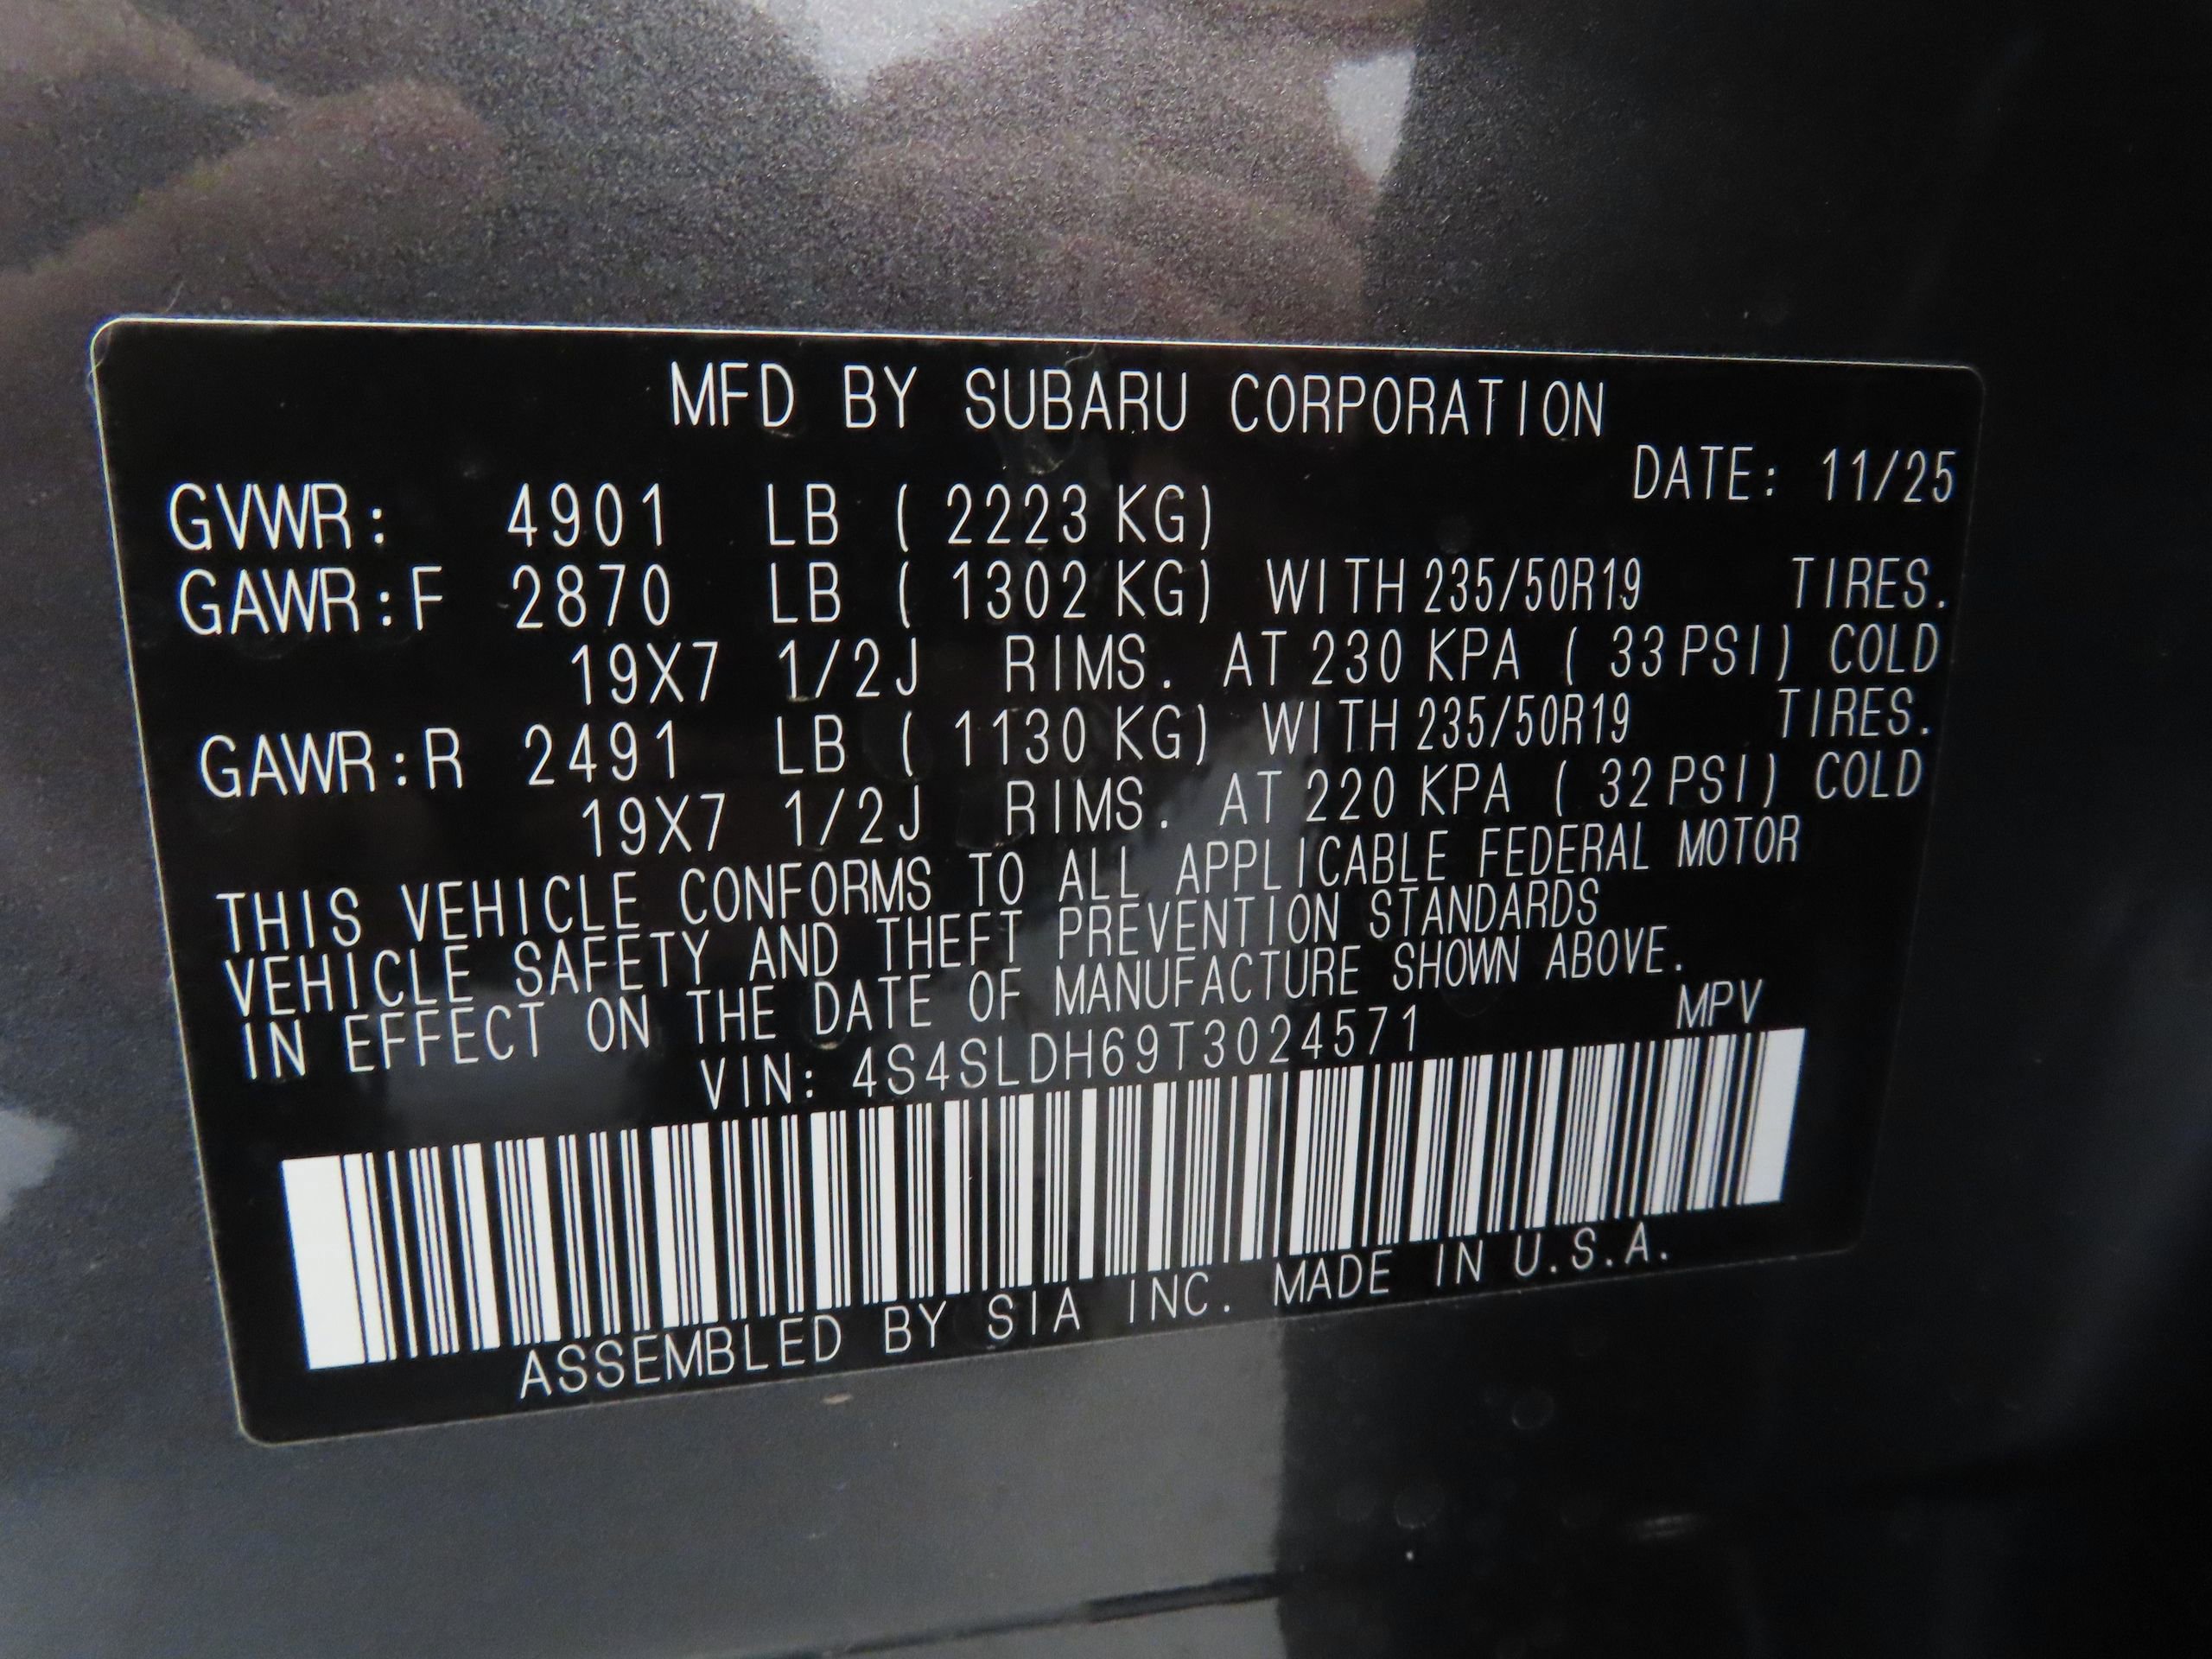 MFD BY SUBARU CORPORATION
DATE: 11/25
GVWR: 4901 LB ( 2223 KG)
GAWR:F 2870 LB ( 1302 KG) WITH 235/50R19 TIRES.
19X7 1/2J RIMS. AT 230 KPA ( 33 PSI) COLD
GAWR:R 2491 LB ( 1130 KG) WITH 235/50R19 TIRES.
19X7 1/2J RIMS. AT 220 KPA ( 32 PSI) COLD
THIS VEHICLE CONFORMS TO ALL APPLICABLE FEDERAL MOTOR
VEHICLE SAFETY AND THEFT PREVENTION STANDARDS
IN EFFECT ON THE DATE OF MANUFACTURE SHOWN ABOVE.
VIN: 4S4SLDH69T3024571 MPV
ASSEMBLED BY SIA INC. MADE IN U.S.A.